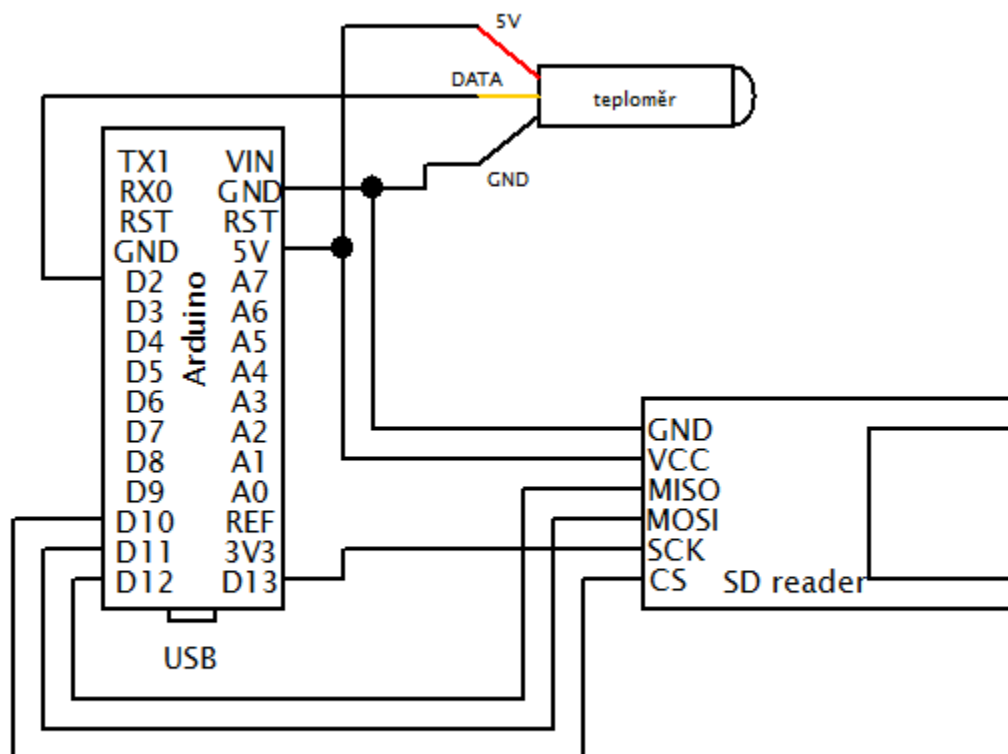 5V
DATA
teploměr
GND
TX1 VIN
RX0 GND
RST RST
GND 5V
D2 A7
D3 A6
D4 A5
D5 A4
D6 A3
D7 A2
D8 A1
D9 A0
D10 REF
D11 3V3
D12 D13
Arduino
USB
GND
VCC
MISO
MOSI
SCK
CS
SD reader